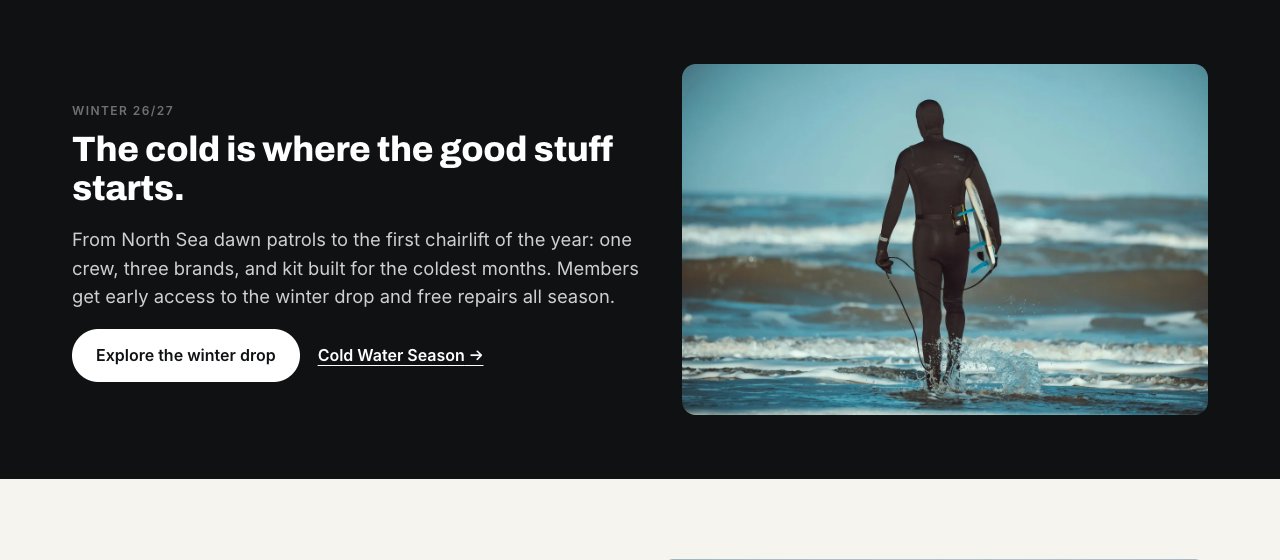 WINTER 26/27
The cold is where the good stuff
starts.
From North Sea dawn patrols to the first chairlift of the year: one
crew, three brands, and kit built for the coldest months. Members
get early access to the winter drop and free repairs all season.
Explore the winter drop
Cold Water Season →